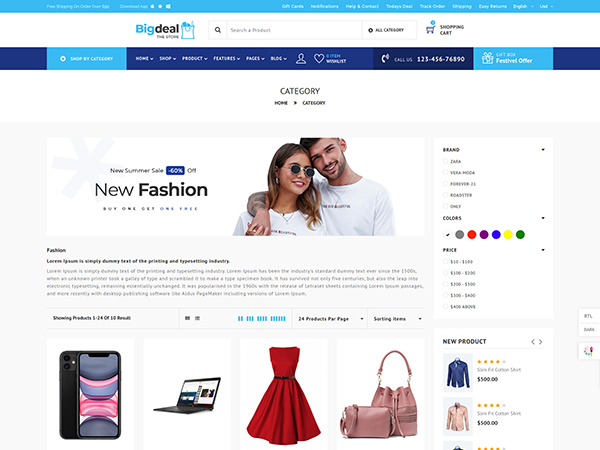 Free Shipping On Order Over $99
Download App
Gift Cards
Notifications
Help & Contact
Todays Deal
Track Order
Shipping
Easy Returns
English
Usd
Bigdeal
THE STORE
Search a Product
ALL CATEGORY
0
SHOPPING
CART
SHOP BY CATEGORY
HOME
SHOP
PRODUCT
FEATURES
PAGES
BLOG
0 ITEM
WISHLIST
CALL US 123-456-76890
GIFT BOX
Festivel Offer
CATEGORY
HOME » CATEGORY
New Summer Sale -60% Off
New Fashion
BUY ONE GET ONE FREE
Fashion
Lorem Ipsum is simply dummy text of the printing and typesetting industry.
Lorem Ipsum is simply dummy text of the printing and typesetting industry. Lorem Ipsum has been the industry's standard dummy text ever since the 1500s,
when an unknown printer took a galley of type and scrambled it to make a type specimen book. It has survived not only five centuries, but also the leap into
electronic typesetting, remaining essentially unchanged. It was popularised in the 1960s with the release of Letraset sheets containing Lorem Ipsum passages,
and more recently with desktop publishing software like Aldus PageMaker including versions of Lorem Ipsum.
Showing Products 1-24 Of 10 Result
24 Products Par Page
Sorting items
BRAND
ZARA
VERA-MODA
FOREVER-21
ROADSTER
ONLY
COLORS
PRICE
$10 - $100
$100 - $200
$200 - $300
$300 - $400
$400 ABOVE
NEW PRODUCT
Slim Fit Cotton Shirt
$500.00
Slim Fit Cotton Shirt
$500.00
RTL
DARK